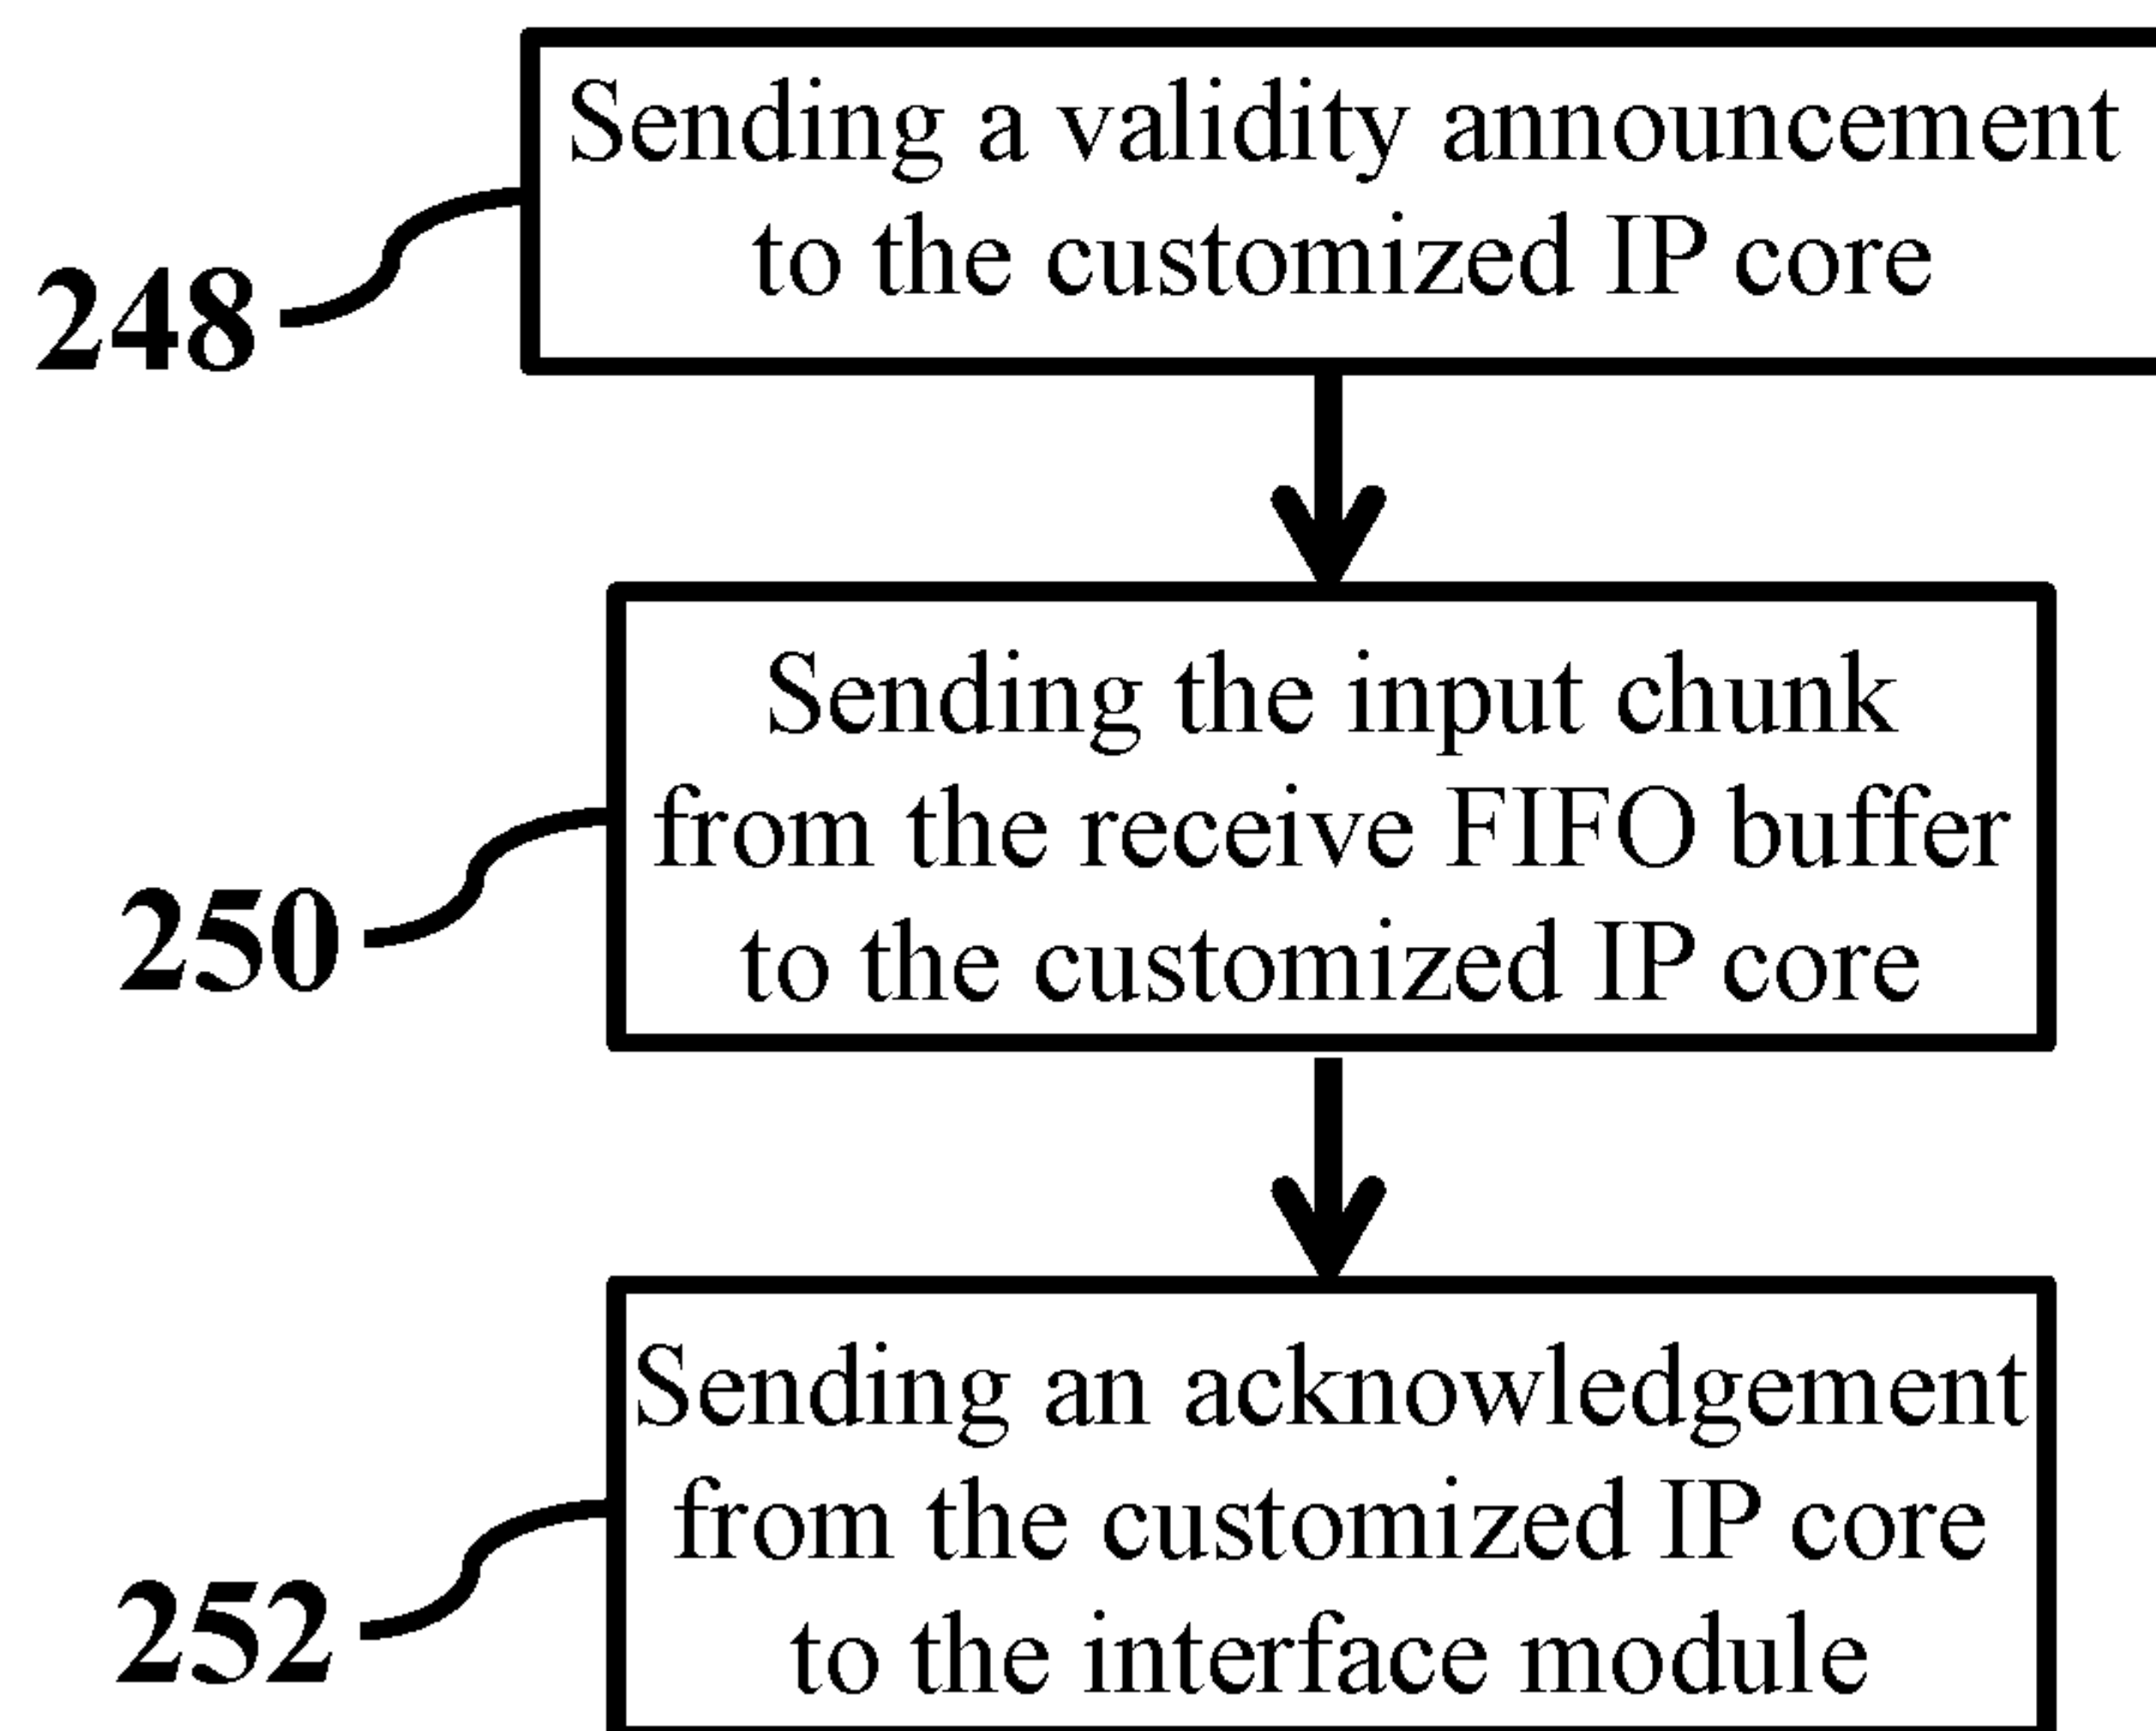 Sending a validity announcement
to the customized IP core
248
Sending the input chunk
from the receive FIFO buffer
to the customized IP core
250
Sending an acknowledgement
from the customized IP core
to the interface module
252